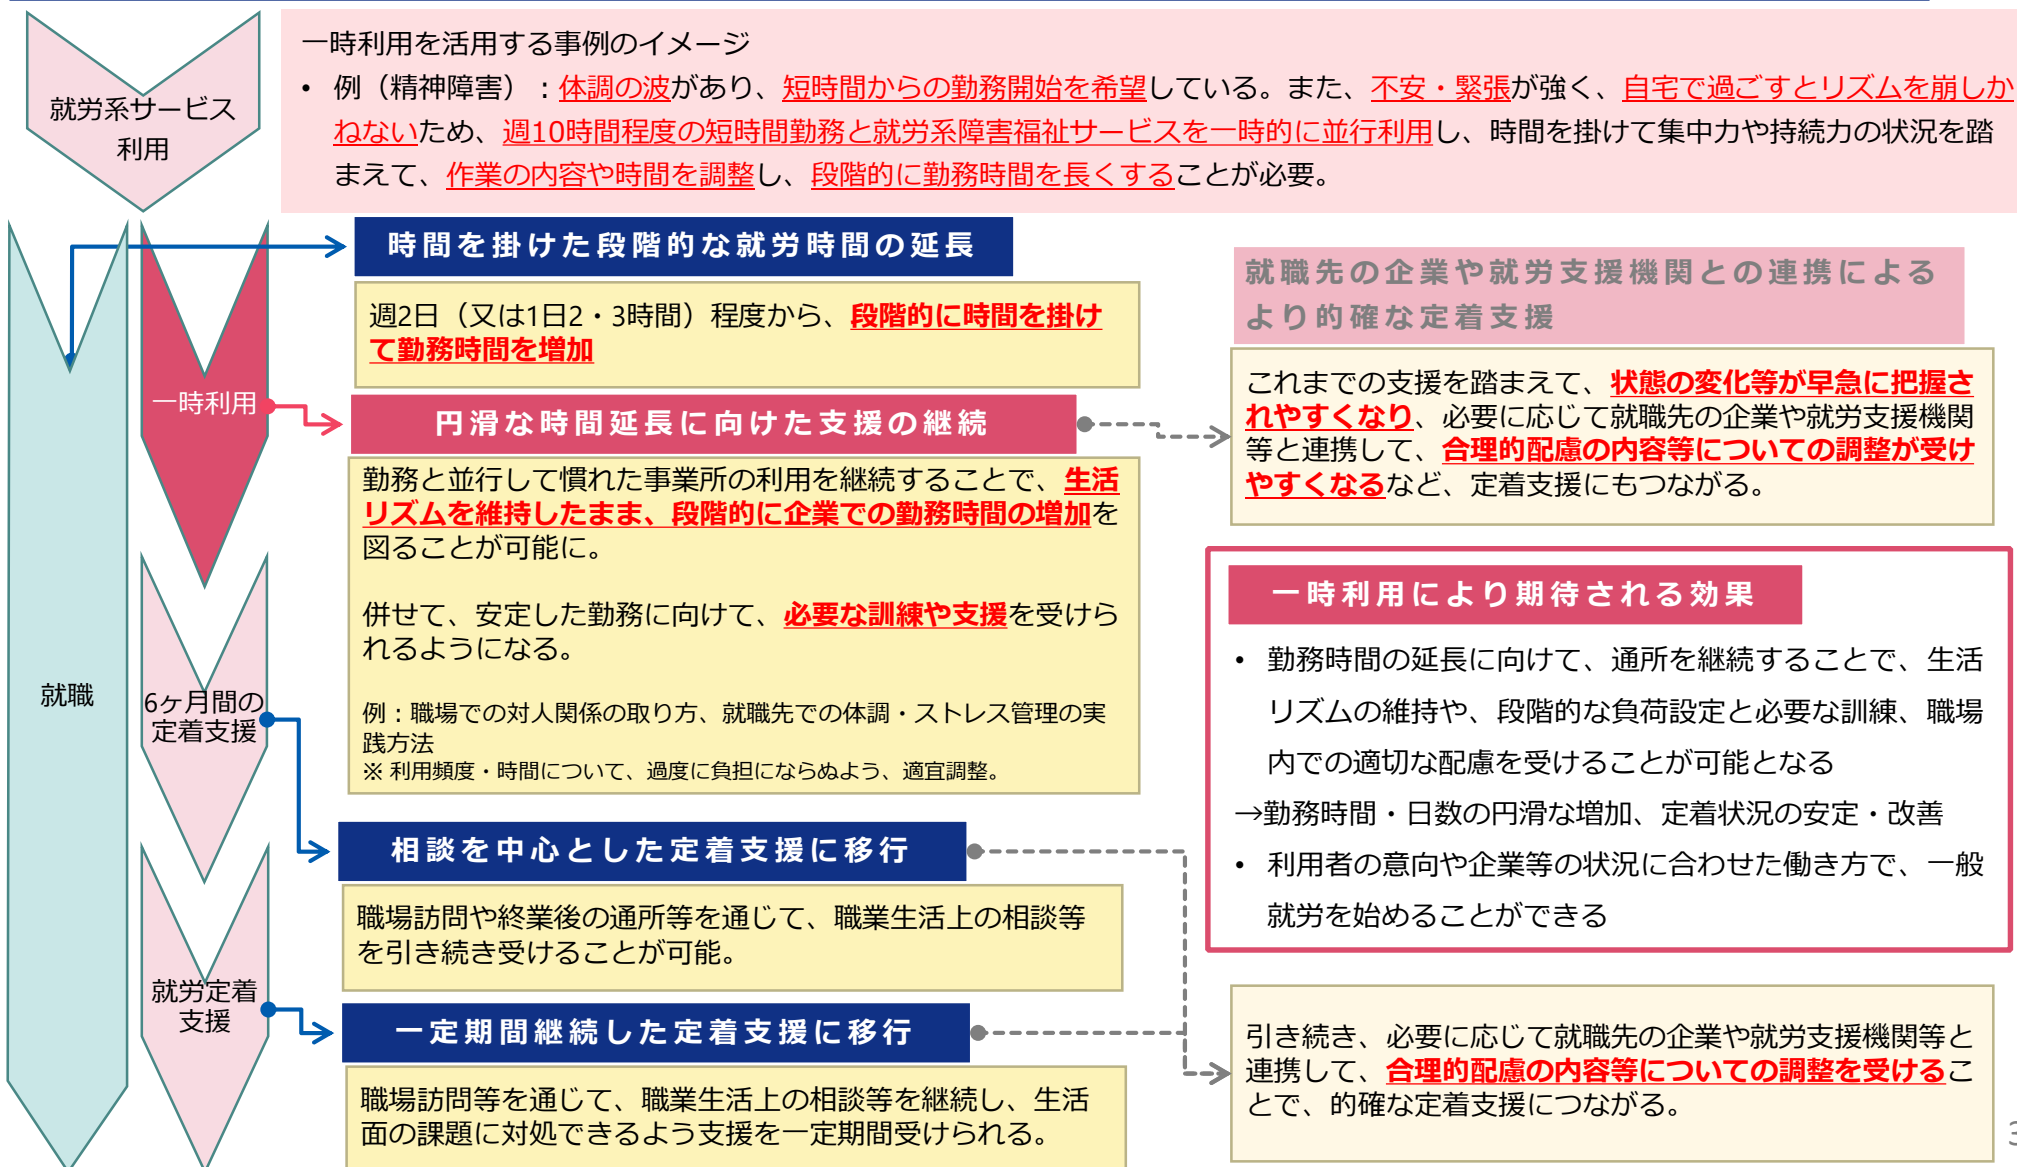 就労系サービス
利用
一時利用を活用する事例のイメージ
• 例（精神障害）：体調の波があり、短時間からの勤務開始を希望している。また、不安・緊張が強く、自宅で過ごすとリズムを崩しか
ねないため、週10時間程度の短時間勤務と就労系障害福祉サービスを一時的に並行利用し、時間を掛けて集中力や持続力の状況を踏
まえて、作業の内容や時間を調整し、段階的に勤務時間を長くすることが必要。
時間を掛けた段階的な就労時間の延長
週2日（又は1日2・3時間）程度から、段階的に時間を掛け
て勤務時間を増加
一時利用
円滑な時間延長に向けた支援の継続
勤務と並行して慣れた事業所の利用を継続することで、生活
リズムを維持したまま、段階的に企業での勤務時間の増加を
図ることが可能に。
併せて、安定した勤務に向けて、必要な訓練や支援を受けら
れるようになる。
例：職場での対人関係の取り方、就職先での体調・ストレス管理の実
践方法
※ 利用頻度・時間について、過度に負担にならぬよう、適宜調整。
就職先の企業や就労支援機関との連携による
より的確な定着支援
これまでの支援を踏まえて、状態の変化等が早急に把握さ
れやすくなり、必要に応じて就職先の企業や就労支援機関
等と連携して、合理的配慮の内容等についての調整が受け
やすくなるなど、定着支援にもつながる。
一時利用により期待される効果
• 勤務時間の延長に向けて、通所を継続することで、生活
リズムの維持や、段階的な負荷設定と必要な訓練、職場
内での適切な配慮を受けることが可能となる
→勤務時間・日数の円滑な増加、定着状況の安定・改善
• 利用者の意向や企業等の状況に合わせた働き方で、一般
就労を始めることができる
就職
6ヶ月間の
定着支援
相談を中心とした定着支援に移行
職場訪問や終業後の通所等を通じて、職業生活上の相談等
を引き続き受けることが可能。
就労定着
支援
一定期間継続した定着支援に移行
職場訪問等を通じて、職業生活上の相談等を継続し、生活
面の課題に対処できるよう支援を一定期間受けられる。
引き続き、必要に応じて就職先の企業や就労支援機関等と
連携して、合理的配慮の内容等についての調整を受けるこ
とで、的確な定着支援につながる。